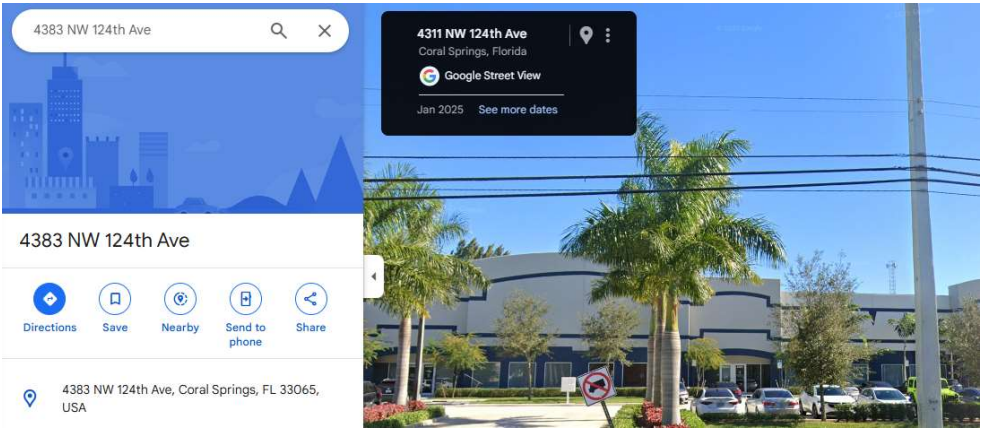 4383 NW 124th Ave
4383 NW 124th Ave
Directions
Save
Nearby
Send to
phone
Share
4383 NW 124th Ave, Coral Springs, FL 33065,
USA
4311 NW 124th Ave
Coral Springs, Florida
Google Street View
Jan 2025 See more dates